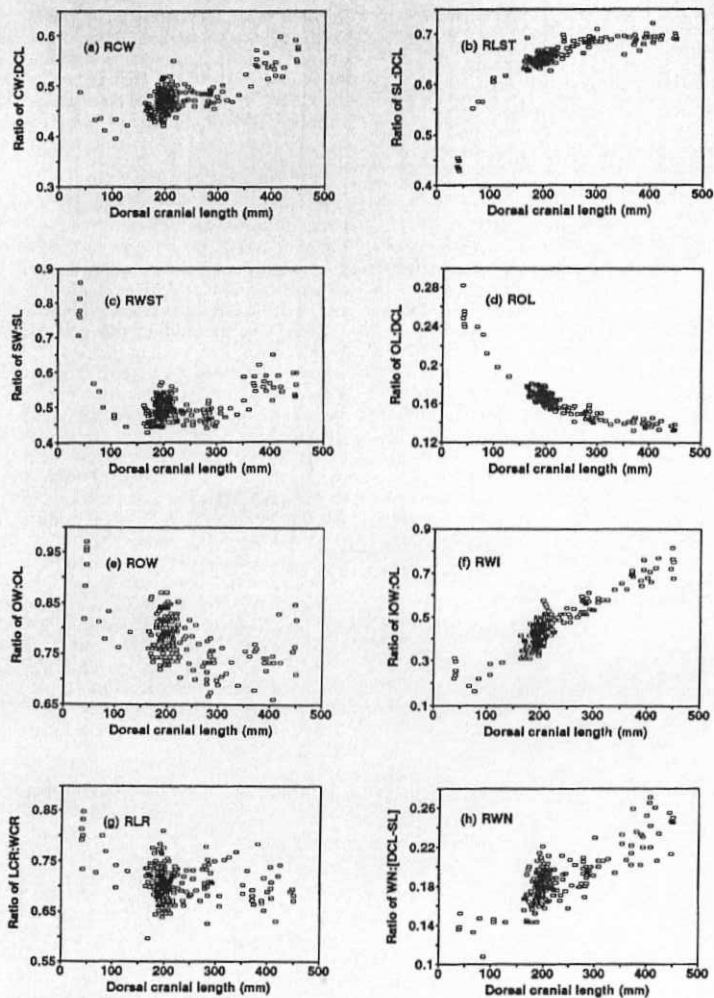 (a) RCW
Ratio of CW:DCL
0.6
0.5
0.4
0.3
0 100 200 300 400 500
Dorsal cranial length (mm)
(b) RLST
Ratio of SL:DCL
0.7
0.6
0.5
0.4
0 100 200 300 400 500
Dorsal cranial length (mm)
(c) RWST
Ratio of SW:SL
0.9
0.8
0.7
0.6
0.5
0.4
0 100 200 300 400 500
Dorsal cranial length (mm)
(d) ROL
Ratio of OL:DCL
0.28
0.24
0.2
0.16
0.12
0 100 200 300 400 500
Dorsal cranial length (mm)
(e) ROW
Ratio of OW:OL
0.95
0.85
0.75
0.65
0 100 200 300 400 500
Dorsal cranial length (mm)
(f) RWI
Ratio of IOW:OL
0.9
0.7
0.5
0.3
0.1
0 100 200 300 400 500
Dorsal cranial length (mm)
(g) RLR
Ratio of LCR:WCR
0.85
0.75
0.65
0.55
0 100 200 300 400 500
Dorsal cranial length (mm)
(h) RWN
Ratio of WN:[DCL-SL]
0.26
0.22
0.18
0.14
0.1
0 100 200 300 400 500
Dorsal cranial length (mm)